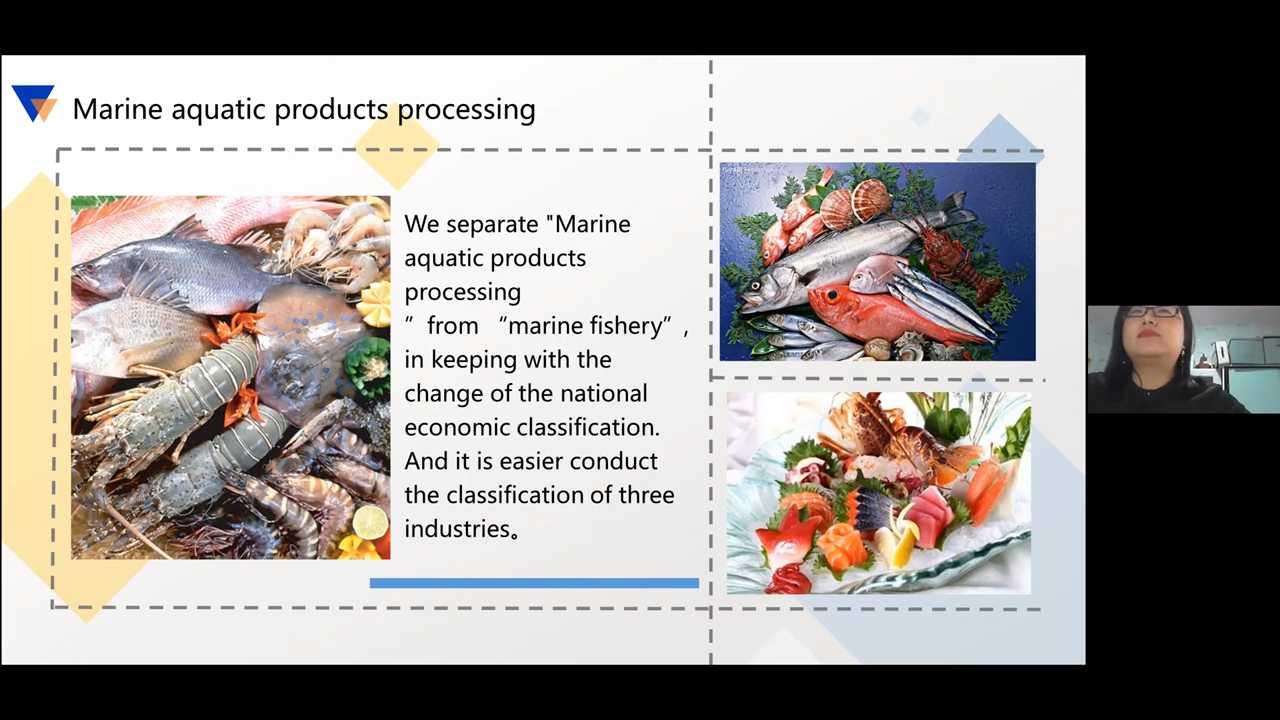 Marine aquatic products processing
We separate "Marine
aquatic products
processing
” from “marine fishery”,
in keeping with the
change of the national
economic classification.
And it is easier conduct
the classification of three
industries。